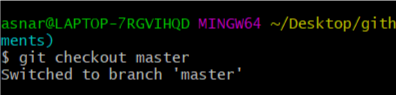 asnar@LAPTOP-7RGVIHQD MINGW64 ~/Desktop/gith
ments)
$ git checkout master
Switched to branch 'master'